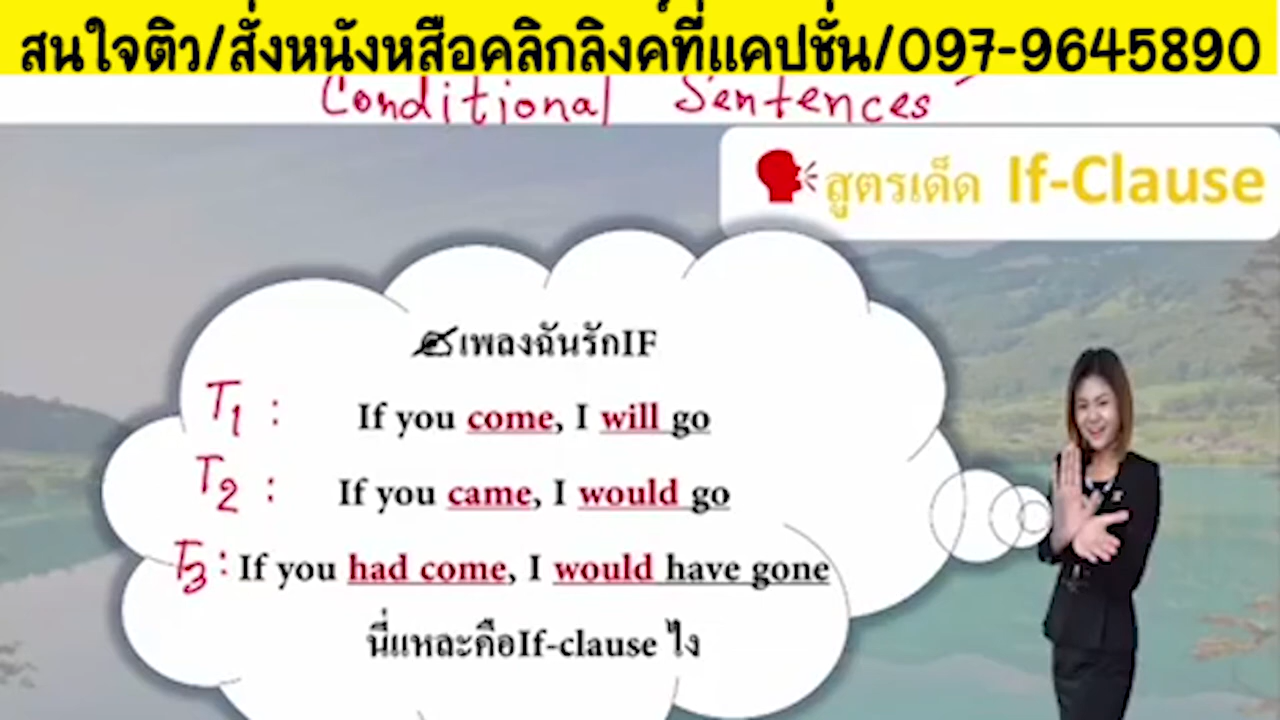 สนใจติว/สั่งหนังหสือคลิกลิงค์ที่แคปชั่น/097-9645890
Conditional Sentences
สูตรเด็ด If-Clause
เพลงฉันรักIF
T1 : If you come, I will go
T2 : If you came, I would go
T3 : If you had come, I would have gone
นี่แหละคือIf-clause ไง